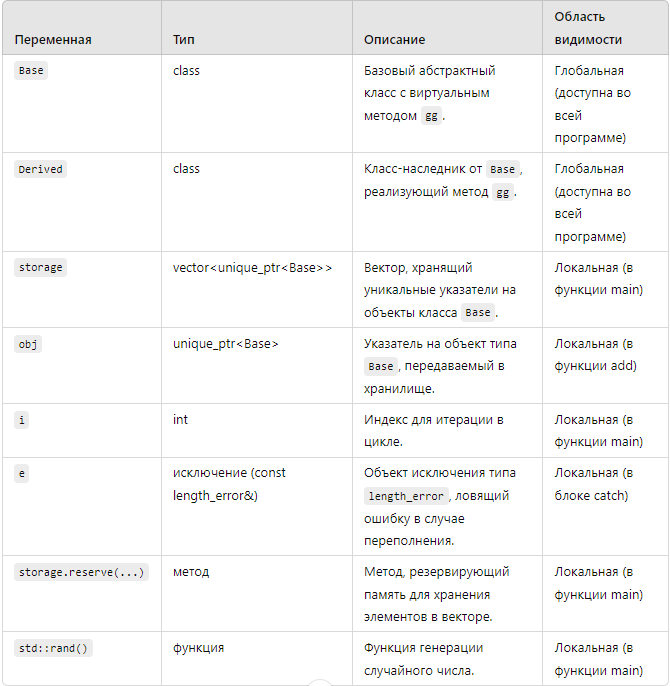 Переменная
Тип
Описание
Область
видимости
Base
class
Базовый абстрактный
класс с виртуальным
методом gg.
Глобальная
(доступна во
всей
программе)
Derived
class
Класс-наследник от Base,
реализующий метод gg.
Глобальная
(доступна во
всей
программе)
storage
vector<unique_ptr<Base>>
Вектор, хранящий
уникальные указатели на
объекты класса Base.
Локальная (в
функции main)
obj
unique_ptr<Base>
Указатель на объект типа
Base, передаваемый в
хранилище.
Локальная (в
функции add)
i
int
Индекс для итерации в
цикле.
Локальная (в
функции main)
e
исключение (const
length_error&)
Объект исключения типа
length_error, ловящий
ошибку в случае
переполнения.
Локальная (в
блоке catch)
storage.reserve(...)
метод
Метод, резервирующий
память для хранения
элементов в векторе.
Локальная (в
функции main)
std::rand()
функция
Функция генерации
случайного числа.
Локальная (в
функции main)